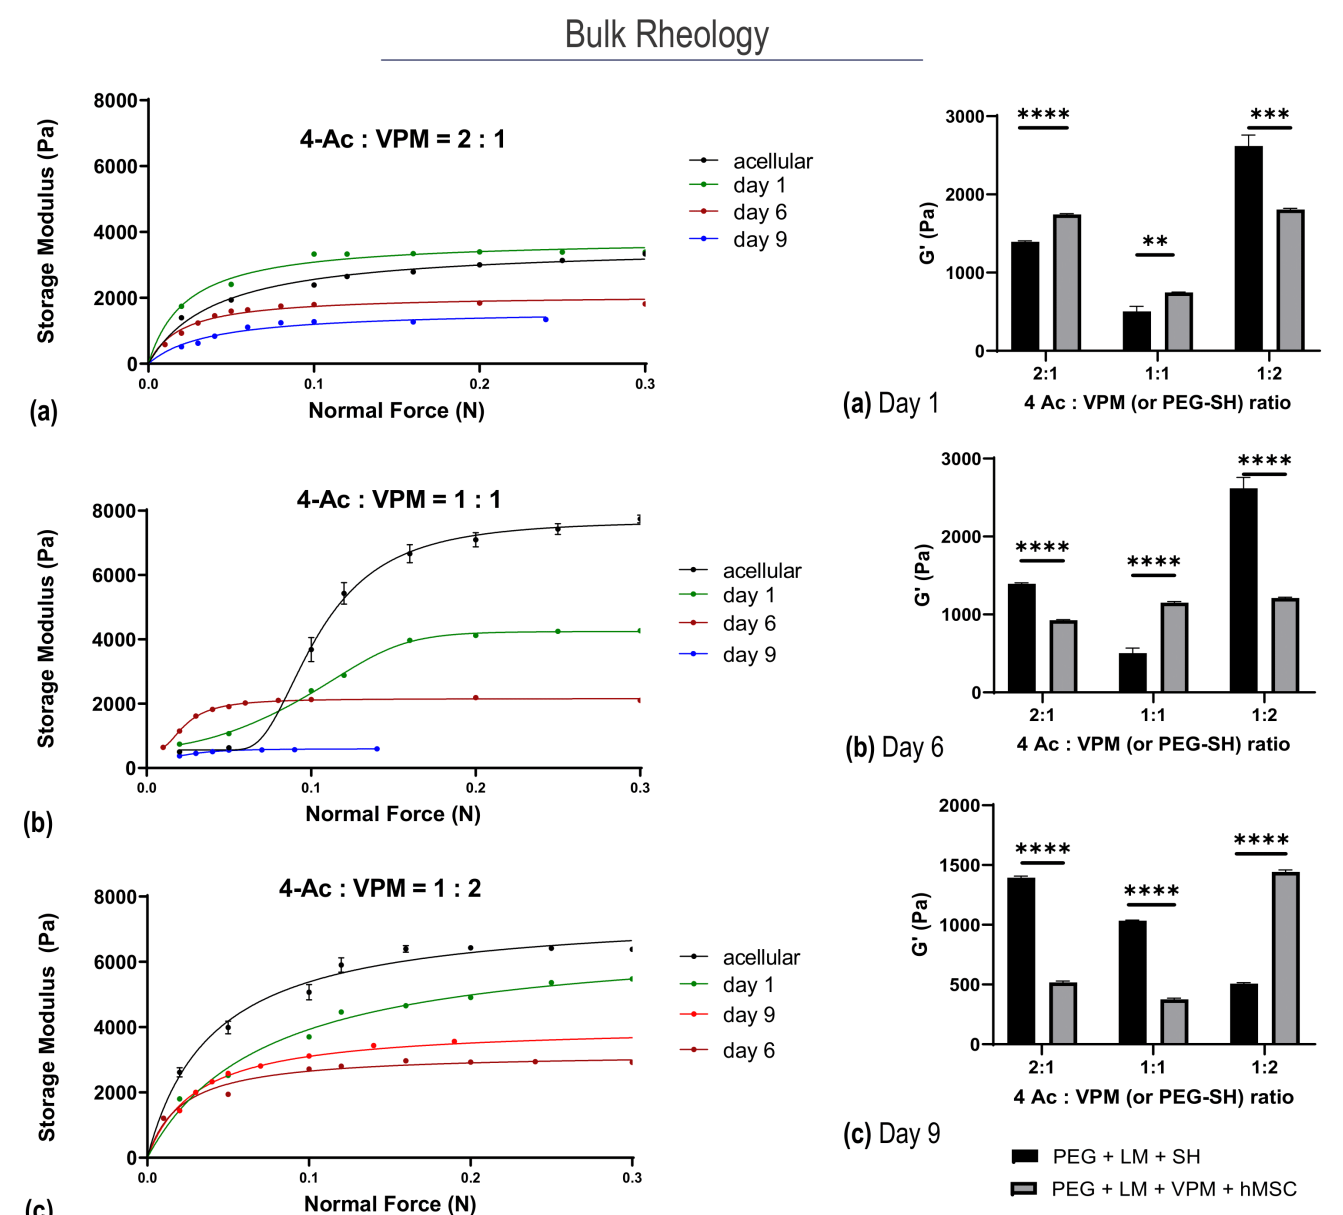 Bulk Rheology
4-Ac : VPM = 2 : 1
Storage Modulus (Pa)
8000
6000
4000
2000
0
0.0 0.1 0.2 0.3
Normal Force (N)
acellular
day 1
day 6
day 9
(a)
****
**
***
G' (Pa)
3000
2000
1000
0
2:1 1:1 1:2
4 Ac : VPM (or PEG-SH) ratio
(a) Day 1
4-Ac : VPM = 1 : 1
Storage Modulus (Pa)
8000
6000
4000
2000
0
0.0 0.1 0.2 0.3
Normal Force (N)
acellular
day 1
day 6
day 9
(b)
****
****
****
G' (Pa)
3000
2000
1000
0
2:1 1:1 1:2
4 Ac : VPM (or PEG-SH) ratio
(b) Day 6
4-Ac : VPM = 1 : 2
Storage Modulus (Pa)
8000
6000
4000
2000
0
0.0 0.1 0.2 0.3
Normal Force (N)
acellular
day 1
day 9
day 6
(c)
****
****
****
G' (Pa)
2000
1500
1000
500
0
2:1 1:1 1:2
4 Ac : VPM (or PEG-SH) ratio
(c) Day 9
PEG + LM + SH
PEG + LM + VPM + hMSC